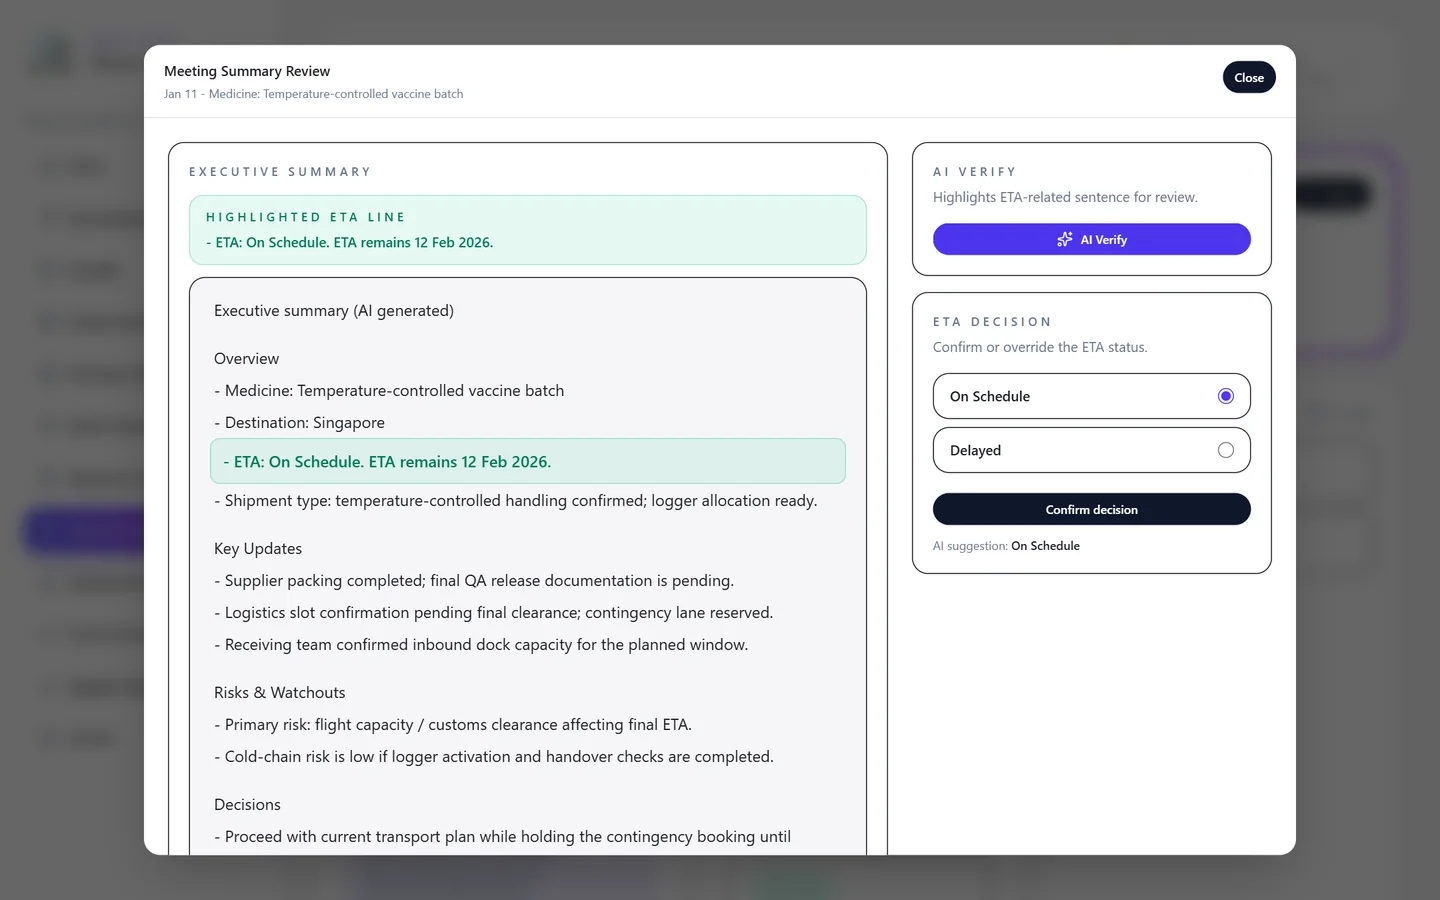 Meeting Summary Review
Jan 11 - Medicine: Temperature-controlled vaccine batch
Close
EXECUTIVE SUMMARY
HIGHLIGHTED ETA LINE
- ETA: On Schedule. ETA remains 12 Feb 2026.
Executive summary (AI generated)
Overview
- Medicine: Temperature-controlled vaccine batch
- Destination: Singapore
- ETA: On Schedule. ETA remains 12 Feb 2026.
- Shipment type: temperature-controlled handling confirmed; logger allocation ready.
Key Updates
- Supplier packing completed; final QA release documentation is pending.
- Logistics slot confirmation pending final clearance; contingency lane reserved.
- Receiving team confirmed inbound dock capacity for the planned window.
Risks & Watchouts
- Primary risk: flight capacity / customs clearance affecting final ETA.
- Cold-chain risk is low if logger activation and handover checks are completed.
Decisions
- Proceed with current transport plan while holding the contingency booking until
AI VERIFY
Highlights ETA-related sentence for review.
AI Verify
ETA DECISION
Confirm or override the ETA status.
On Schedule
Delayed
Confirm decision
AI suggestion: On Schedule